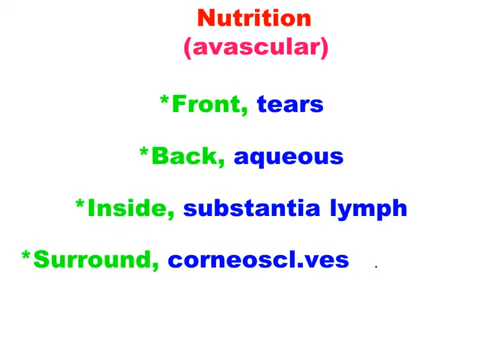 Nutrition
(avascular)
*Front, tears
*Back, aqueous
*Inside, substantia lymph
*Surround, corneoscl.ves .